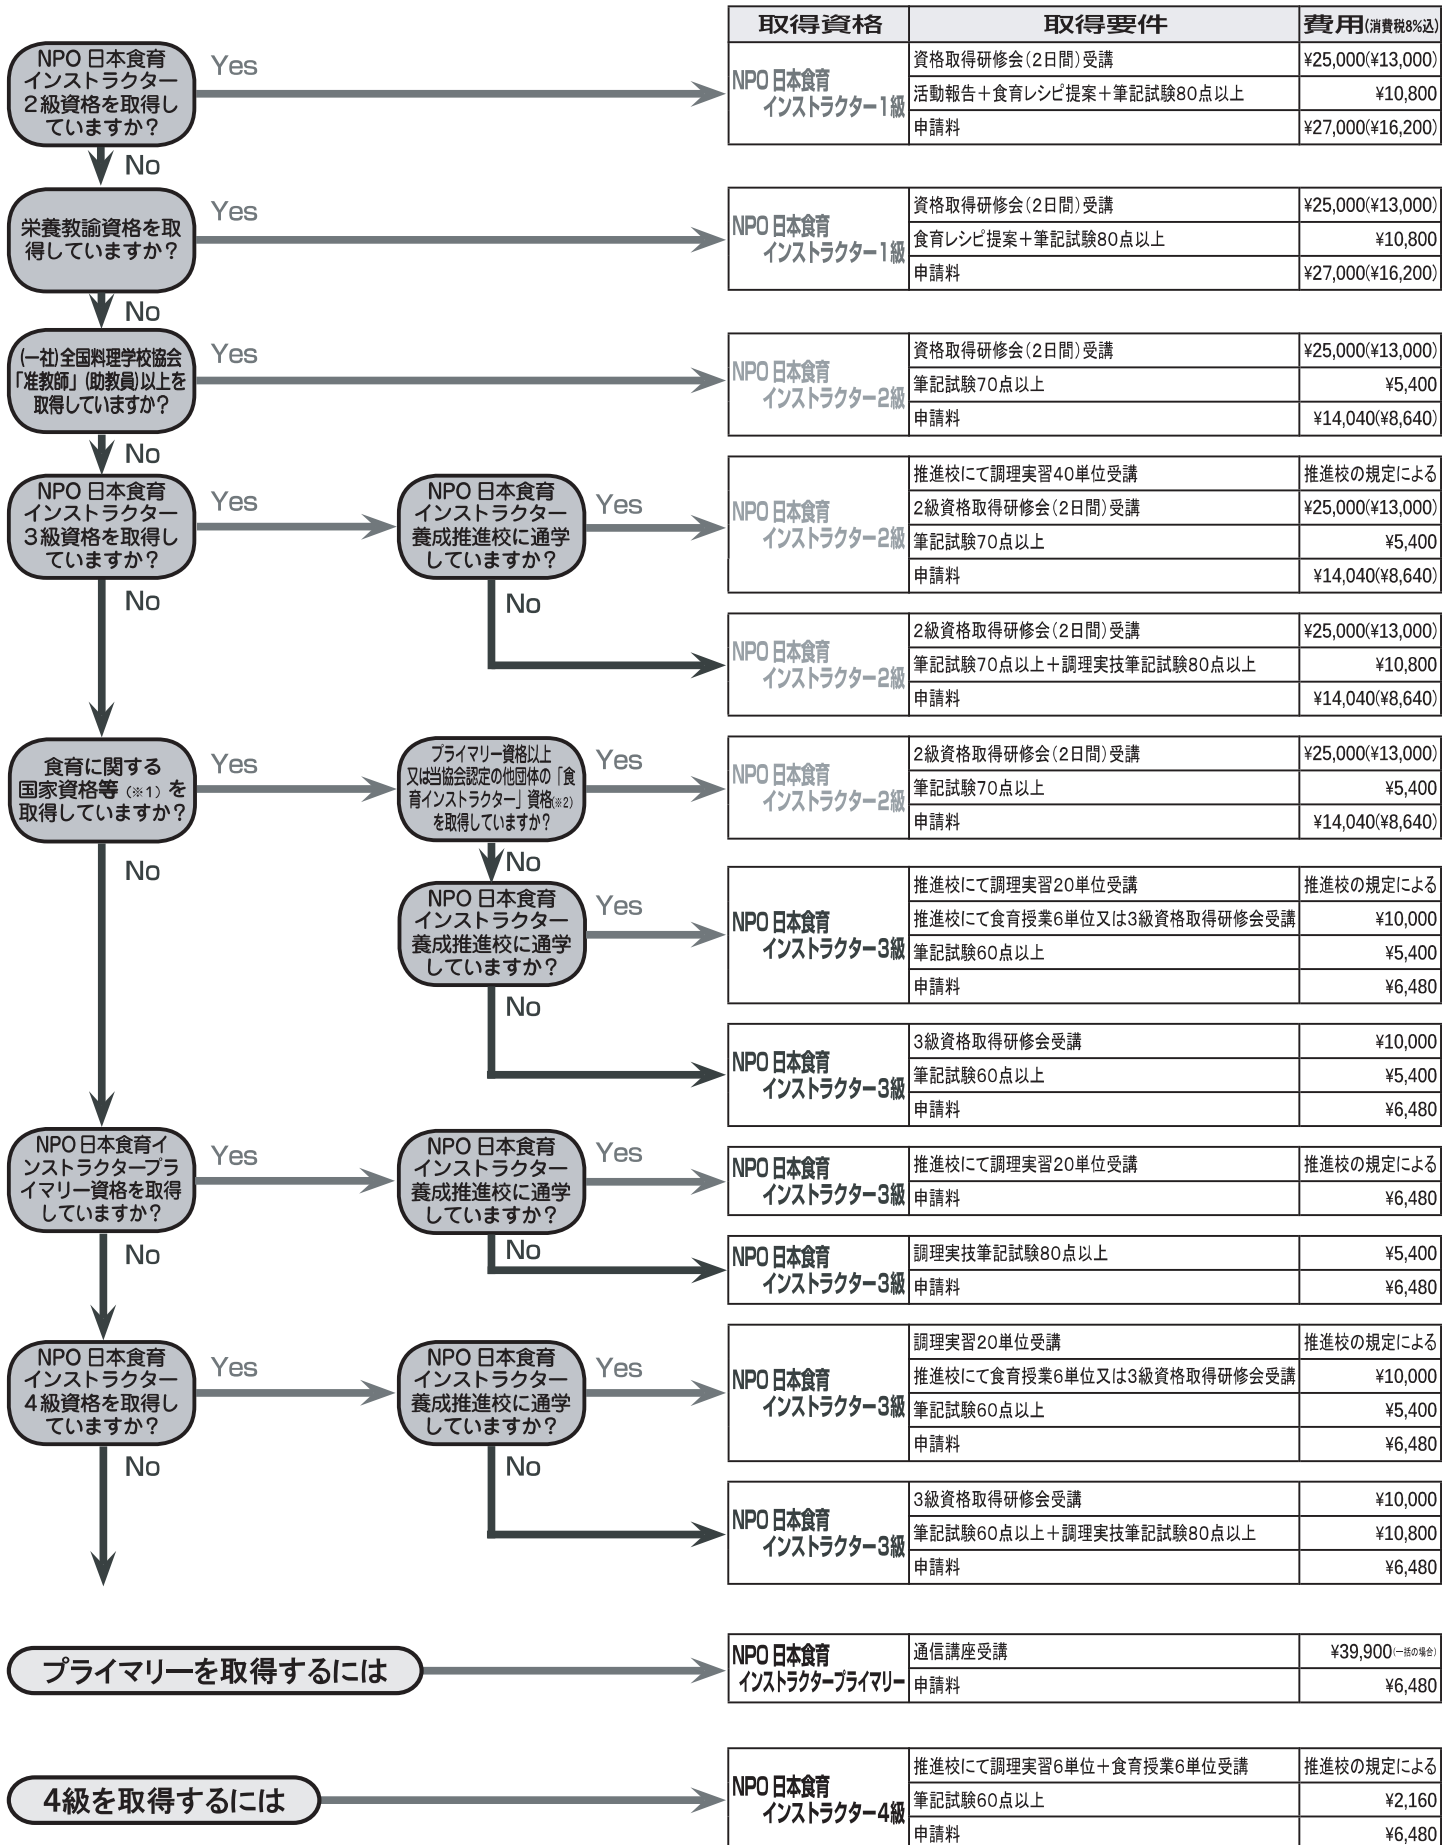 取得資格 取得要件 費用(消費税8%込)
NPO 日本食育
インストラクター
２級資格を取得し
ていますか？
Yes
NPO 日本食育
インストラクター1級
資格取得研修会（2日間）受講 ¥25,000(¥13,000)
活動報告＋食育レシピ提案＋筆記試験80点以上 ¥10,800
申請料 ¥27,000(¥16,200)
No
栄養教諭資格を取
得していますか？
Yes
NPO 日本食育
インストラクター1級
資格取得研修会（2日間）受講 ¥25,000(¥13,000)
食育レシピ提案＋筆記試験80点以上 ¥10,800
申請料 ¥27,000(¥16,200)
No
(一社)全国料理学校協会
「准教師」(助教員)以上を
取得していますか？
Yes
NPO 日本食育
インストラクター2級
資格取得研修会（2日間）受講 ¥25,000(¥13,000)
筆記試験70点以上 ¥5,400
申請料 ¥14,040(¥8,640)
No
NPO 日本食育
インストラクター
３級資格を取得し
ていますか？
Yes
NPO 日本食育
インストラクター
養成推進校に通学
していますか？
Yes
NPO 日本食育
インストラクター2級
推進校にて調理実習40単位受講 推進校の規定による
2級資格取得研修会（2日間）受講 ¥25,000(¥13,000)
筆記試験70点以上 ¥5,400
申請料 ¥14,040(¥8,640)
No
No
NPO 日本食育
インストラクター2級
2級資格取得研修会（2日間）受講 ¥25,000(¥13,000)
筆記試験70点以上＋調理実技筆記試験80点以上 ¥10,800
申請料 ¥14,040(¥8,640)
食育に関する
国家資格等（※1）を
取得していますか？
Yes
プライマリー資格以上
又は当協会認定の他団体の「食
育インストラクター」資格(※2)
を取得していますか？
Yes
NPO 日本食育
インストラクター2級
2級資格取得研修会（2日間）受講 ¥25,000(¥13,000)
筆記試験70点以上 ¥5,400
申請料 ¥14,040(¥8,640)
No
No
NPO 日本食育
インストラクター
養成推進校に通学
していますか？
Yes
NPO 日本食育
インストラクター3級
推進校にて調理実習20単位受講 推進校の規定による
推進校にて食育授業6単位又は3級資格取得研修会受講 ¥10,000
筆記試験60点以上 ¥5,400
申請料 ¥6,480
No
NPO 日本食育
インストラクター3級
3級資格取得研修会受講 ¥10,000
筆記試験60点以上 ¥5,400
申請料 ¥6,480
NPO 日本食育イ
ンストラクタープラ
イマリー資格を取得
していますか？
Yes
NPO 日本食育
インストラクター
養成推進校に通学
していますか？
Yes
NPO 日本食育
インストラクター3級
推進校にて調理実習20単位受講 推進校の規定による
申請料 ¥6,480
No
No
NPO 日本食育
インストラクター3級
調理実技筆記試験80点以上 ¥5,400
申請料 ¥6,480
NPO 日本食育
インストラクター
４級資格を取得し
ていますか？
Yes
NPO 日本食育
インストラクター
養成推進校に通学
していますか？
Yes
NPO 日本食育
インストラクター3級
調理実習20単位受講 推進校の規定による
推進校にて食育授業6単位又は3級資格取得研修会受講 ¥10,000
筆記試験60点以上 ¥5,400
申請料 ¥6,480
No
No
NPO 日本食育
インストラクター3級
3級資格取得研修会受講 ¥10,000
筆記試験60点以上＋調理実技筆記試験80点以上 ¥10,800
申請料 ¥6,480
プライマリーを取得するには
NPO 日本食育
インストラクタープライマリー
通信講座受講 ¥39,900(一括の場合)
申請料 ¥6,480
4級を取得するには
NPO 日本食育
インストラクター4級
推進校にて調理実習6単位＋食育授業6単位受講 推進校の規定による
筆記試験60点以上 ¥2,160
申請料 ¥6,480